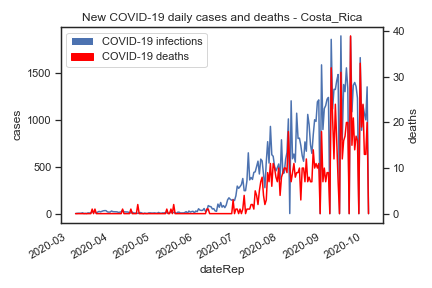 New COVID-19 daily cases and deaths - Costa_Rica
COVID-19 infections
COVID-19 deaths
cases
1500
1000
500
0
deaths
40
30
20
10
0
2020-03
2020-04
2020-05
2020-06
2020-07
2020-08
2020-09
2020-10
dateRep